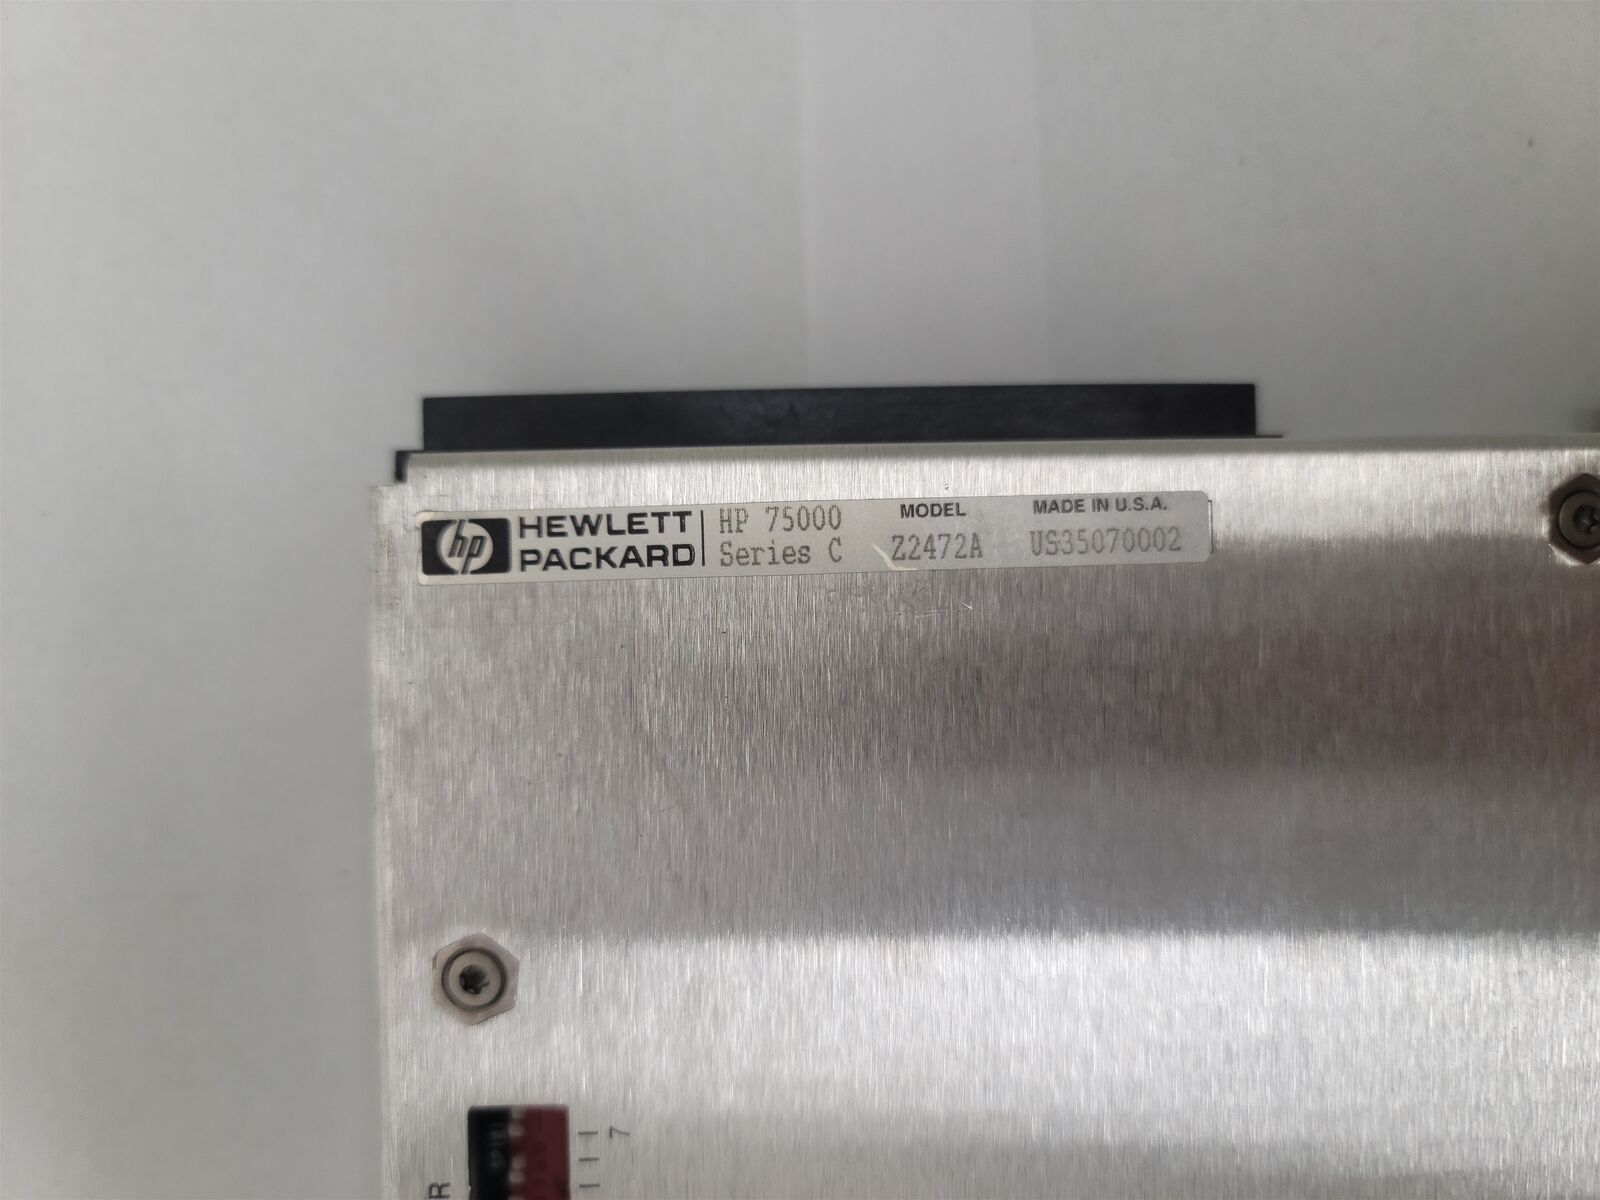 hp HEWLETT PACKARD
HP 75000 Series C
MODEL Z2472A
MADE IN U.S.A. US35070002
7
R